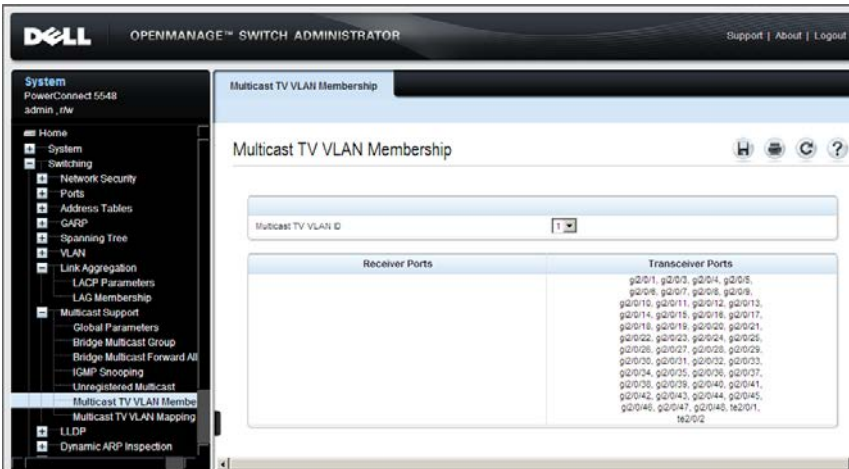 DELL
OPENMANAGE™ SWITCH ADMINISTRATOR
Support | About | Logout
System
PowerConnect 5548
admin , r/w
Home
System
Switching
Network Security
Ports
Address Tables
GARP
Spanning Tree
VLAN
Link Aggregation
LACP Parameters
LAG Membership
Multicast Support
Global Parameters
Bridge Multicast Group
Bridge Multicast Forward All
IGMP Snooping
Unregistered Multicast
Multicast TV VLAN Membe
Multicast TV VLAN Mapping
LLDP
Dynamic ARP Inspection
Multicast TV VLAN Membership
Multicast TV VLAN Membership
Multicast TV VLAN ID
1
Receiver Ports
Transceiver Ports
gi2/0/1, gi2/0/3, gi2/0/4, gi2/0/5,
gi2/0/6, gi2/0/7, gi2/0/8, gi2/0/9,
gi2/0/10, gi2/0/11, gi2/0/12, gi2/0/13,
gi2/0/14, gi2/0/15, gi2/0/16, gi2/0/17,
gi2/0/18, gi2/0/19, gi2/0/20, gi2/0/21,
gi2/0/22, gi2/0/23, gi2/0/24, gi2/0/25,
gi2/0/26, gi2/0/27, gi2/0/28, gi2/0/29,
gi2/0/30, gi2/0/31, gi2/0/32, gi2/0/33,
gi2/0/34, gi2/0/35, gi2/0/36, gi2/0/37,
gi2/0/38, gi2/0/39, gi2/0/40, gi2/0/41,
gi2/0/42, gi2/0/43, gi2/0/44, gi2/0/45,
gi2/0/46, gi2/0/47, gi2/0/48, te2/0/1,
te2/0/2